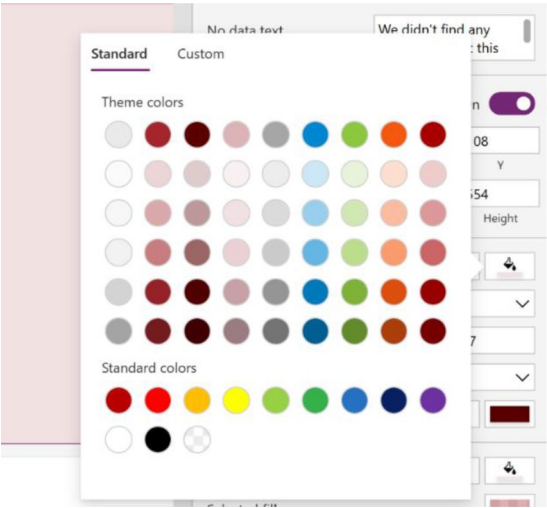 No data text
We didn't find any
this
Standard
Custom
Theme colors
n
08
Y
554
Height
7
Standard colors